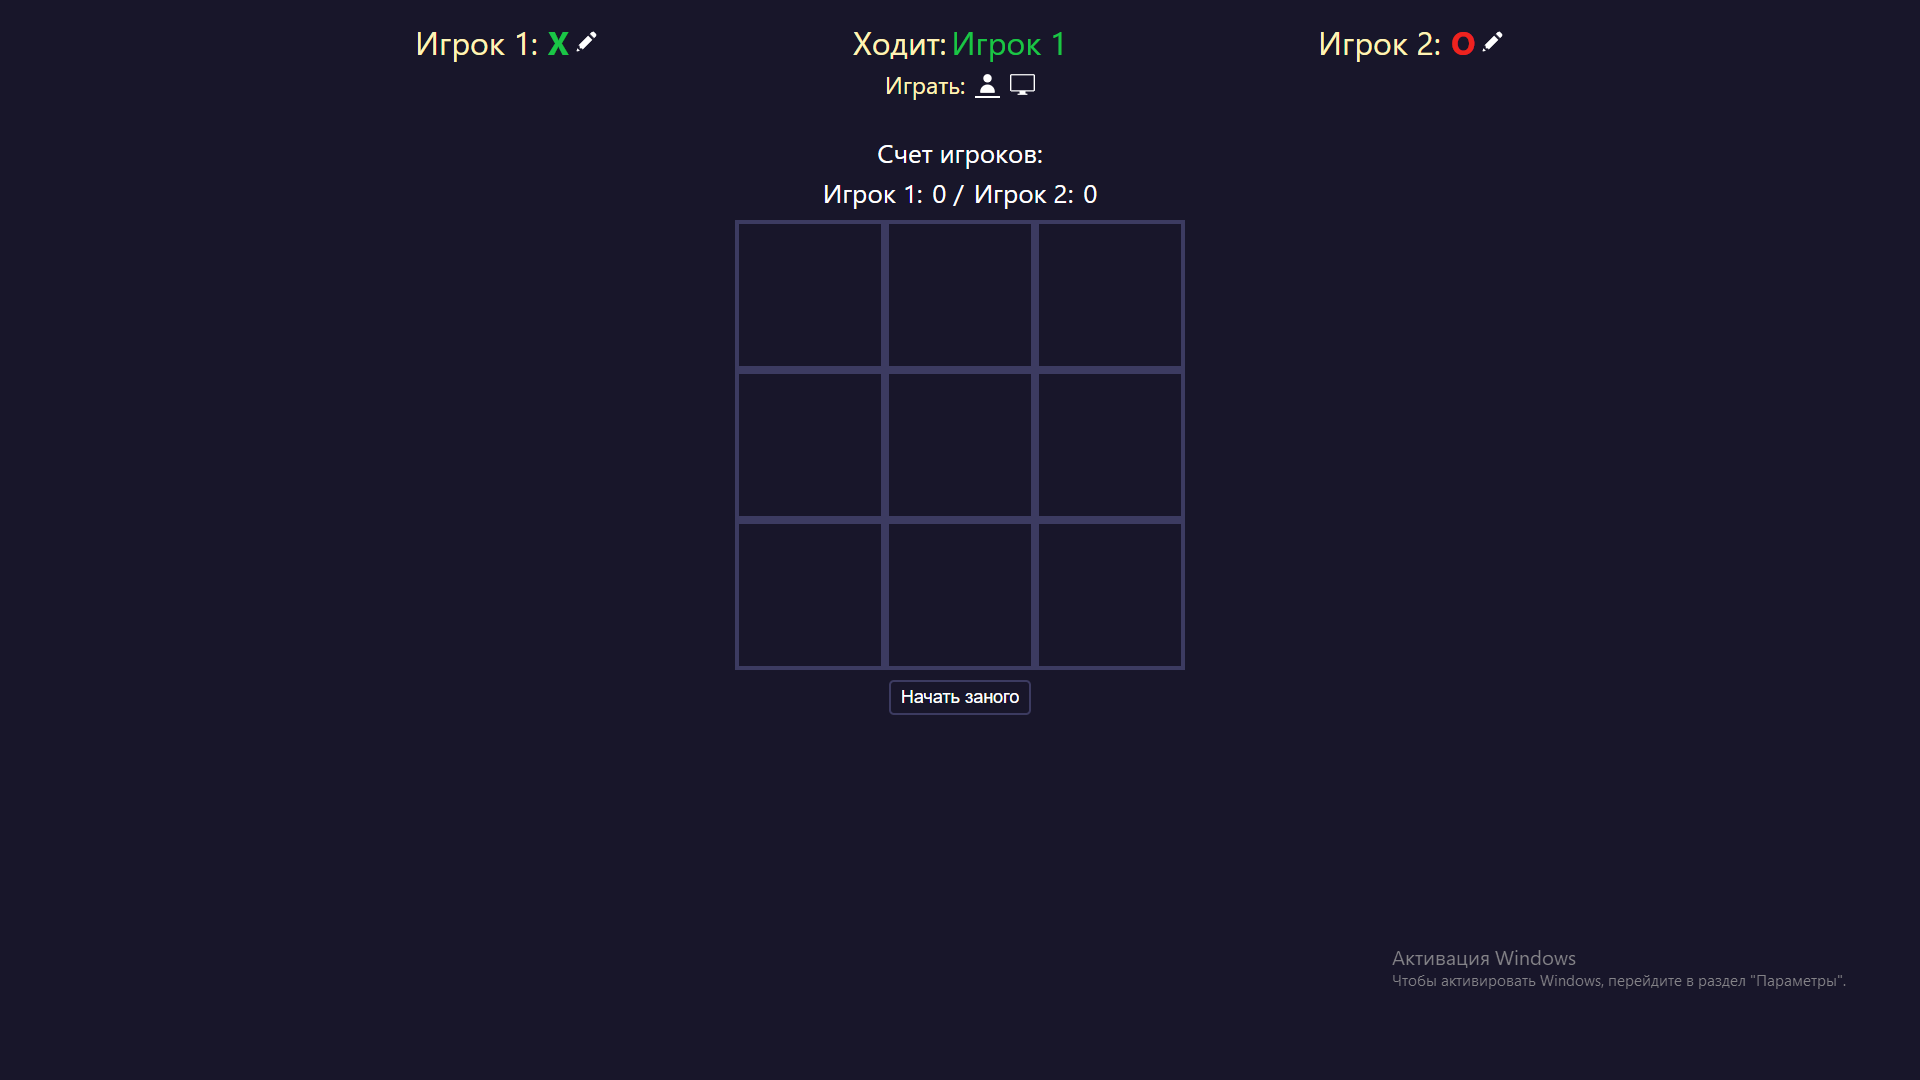 Игрок 1: X
Ходит: Игрок 1
Игрок 2: O
Играть:
Счет игроков:
Игрок 1: 0 / Игрок 2: 0
Начать заного
Активация Windows
Чтобы активировать Windows, перейдите в раздел "Параметры".